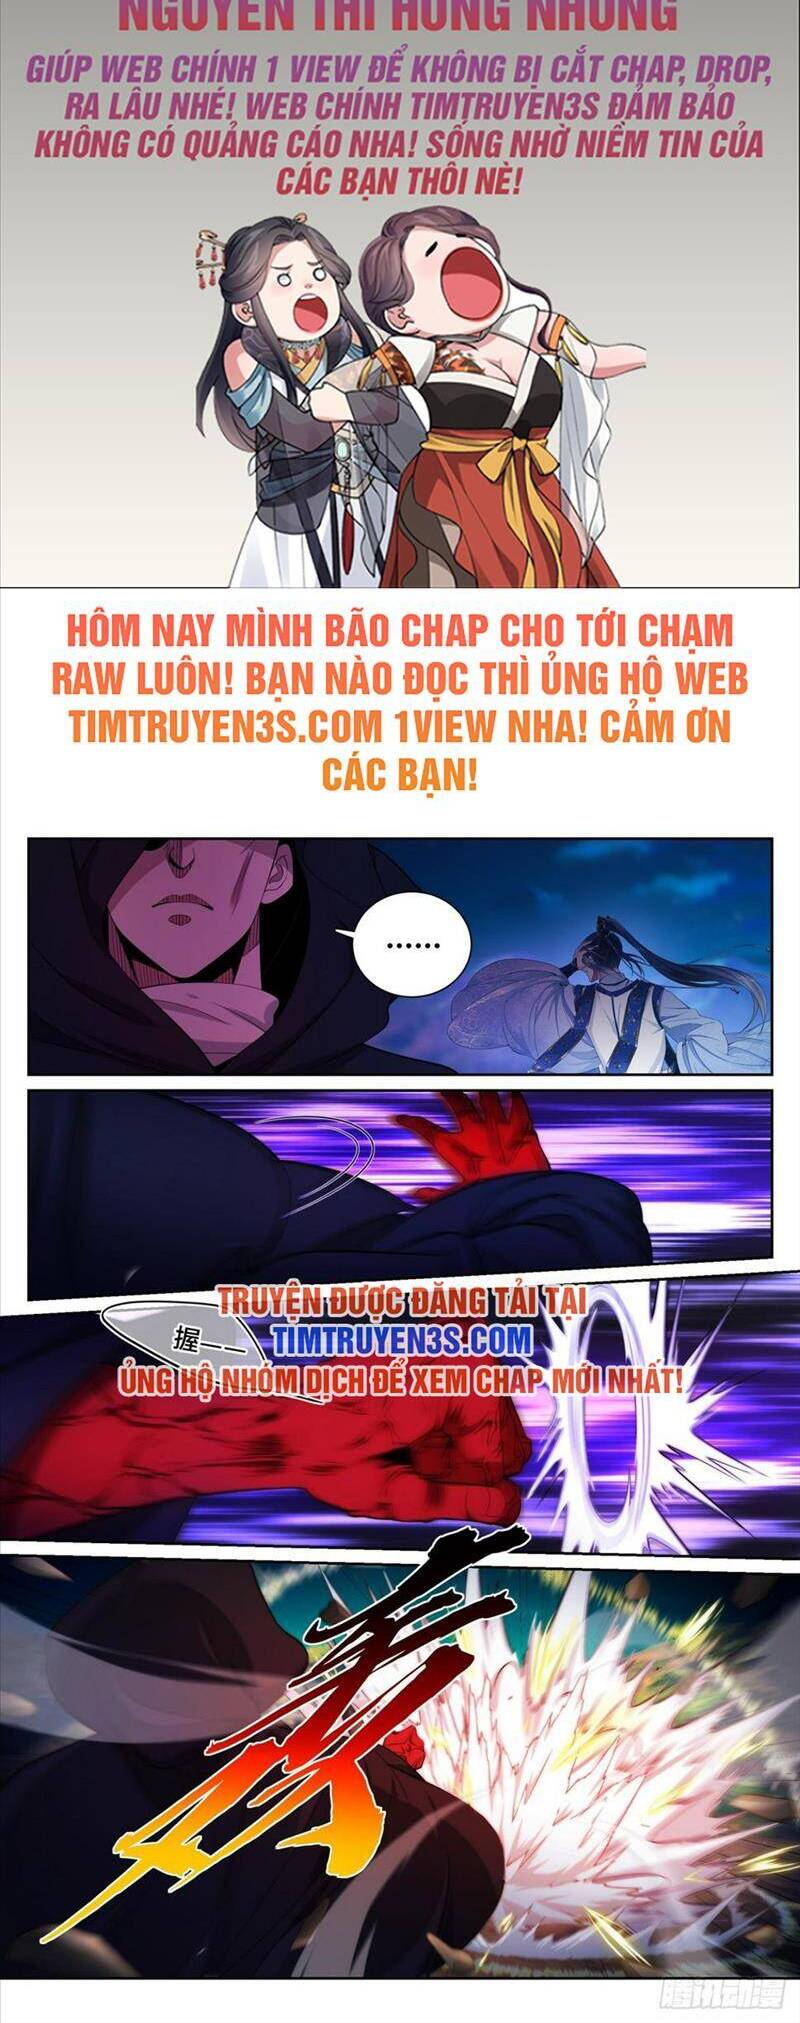 NGUYỄN THỊ HỒNG NHUNG
GIÚP WEB CHÍNH 1 VIEW ĐỂ KHÔNG BỊ CẮT CHAP, DROP,
RA LÂU NHÉ! WEB CHÍNH TIMTRUYEN3S ĐẢM BẢO
KHÔNG CÓ QUẢNG CÁO NHA! SỐNG NHỜ NIỀM TIN CỦA
CÁC BẠN THÔI NÈ!
HÔM NAY MÌNH BÃO CHAP CHO TỚI CHẠM
RAW LUÔN! BẠN NÀO ĐỌC THÌ ỦNG HỘ WEB
TIMTRUYEN3S.COM 1VIEW NHA! CẢM ƠN
CÁC BẠN!
......
TRUYỆN ĐƯỢC ĐĂNG TẢI TẠI
TIMTRUYEN3S.COM
握——
ỦNG HỘ NHÓM DỊCH ĐỂ XEM CHAP MỚI NHẤT!
腾讯动漫